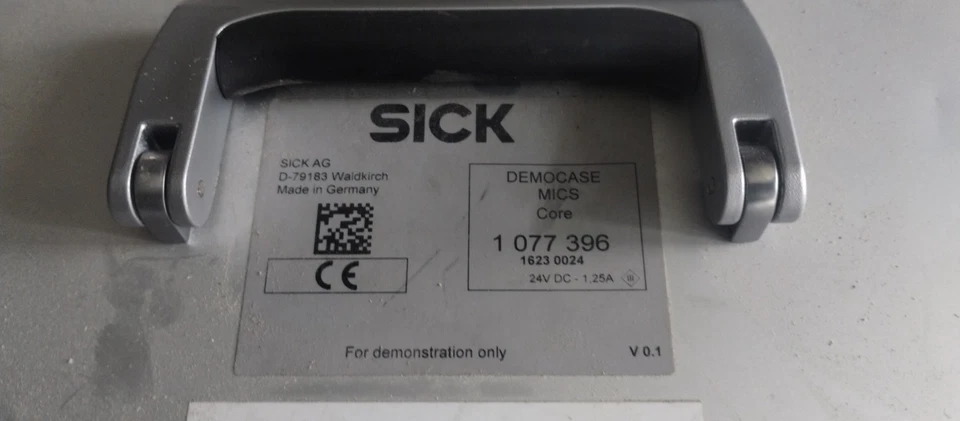 SICK
SICK AG
D-79183 Waldkirch
Made in Germany
CE
DEMOCASE
MICS
Core
1 077 396
1623 0024
24V DC - 1,25A
For demonstration only
V 0.1